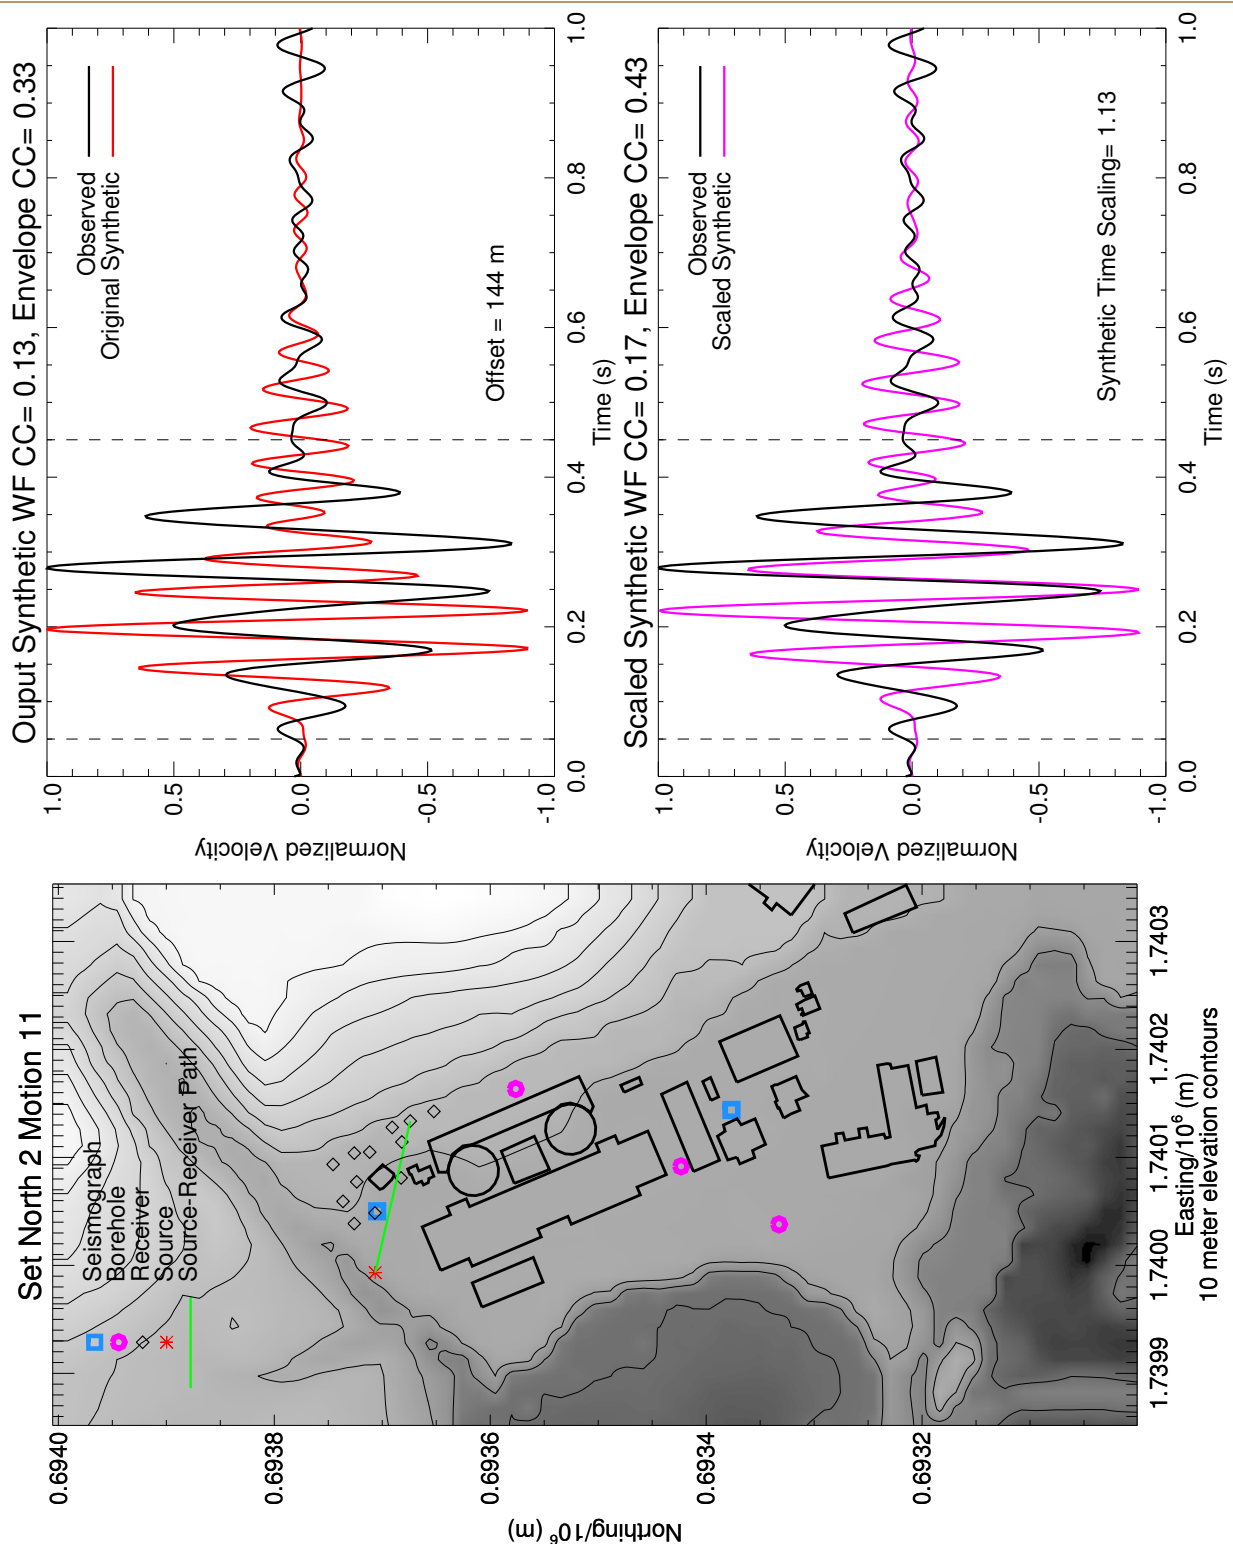 Set North 2 Motion 11
Seismograph
Borehole
Receiver
Source
Source-Receiver Path
0.6940
0.6938
0.6936
0.6934
0.6932
Northing/10⁶ (m)
1.7399
1.7400
1.7401
1.7402
1.7403
Easting/10⁶ (m)
10 meter elevation contours
Ouput Synthetic WF CC= 0.13, Envelope CC= 0.33
Observed
Original Synthetic
Offset = 144 m
1.0
0.5
0.0
-0.5
-1.0
Normalized Velocity
0.0
0.2
0.4
0.6
0.8
1.0
Time (s)
Scaled Synthetic WF CC= 0.17, Envelope CC= 0.43
Observed
Scaled Synthetic
Synthetic Time Scaling= 1.13
1.0
0.5
0.0
-0.5
-1.0
Normalized Velocity
0.0
0.2
0.4
0.6
0.8
1.0
Time (s)